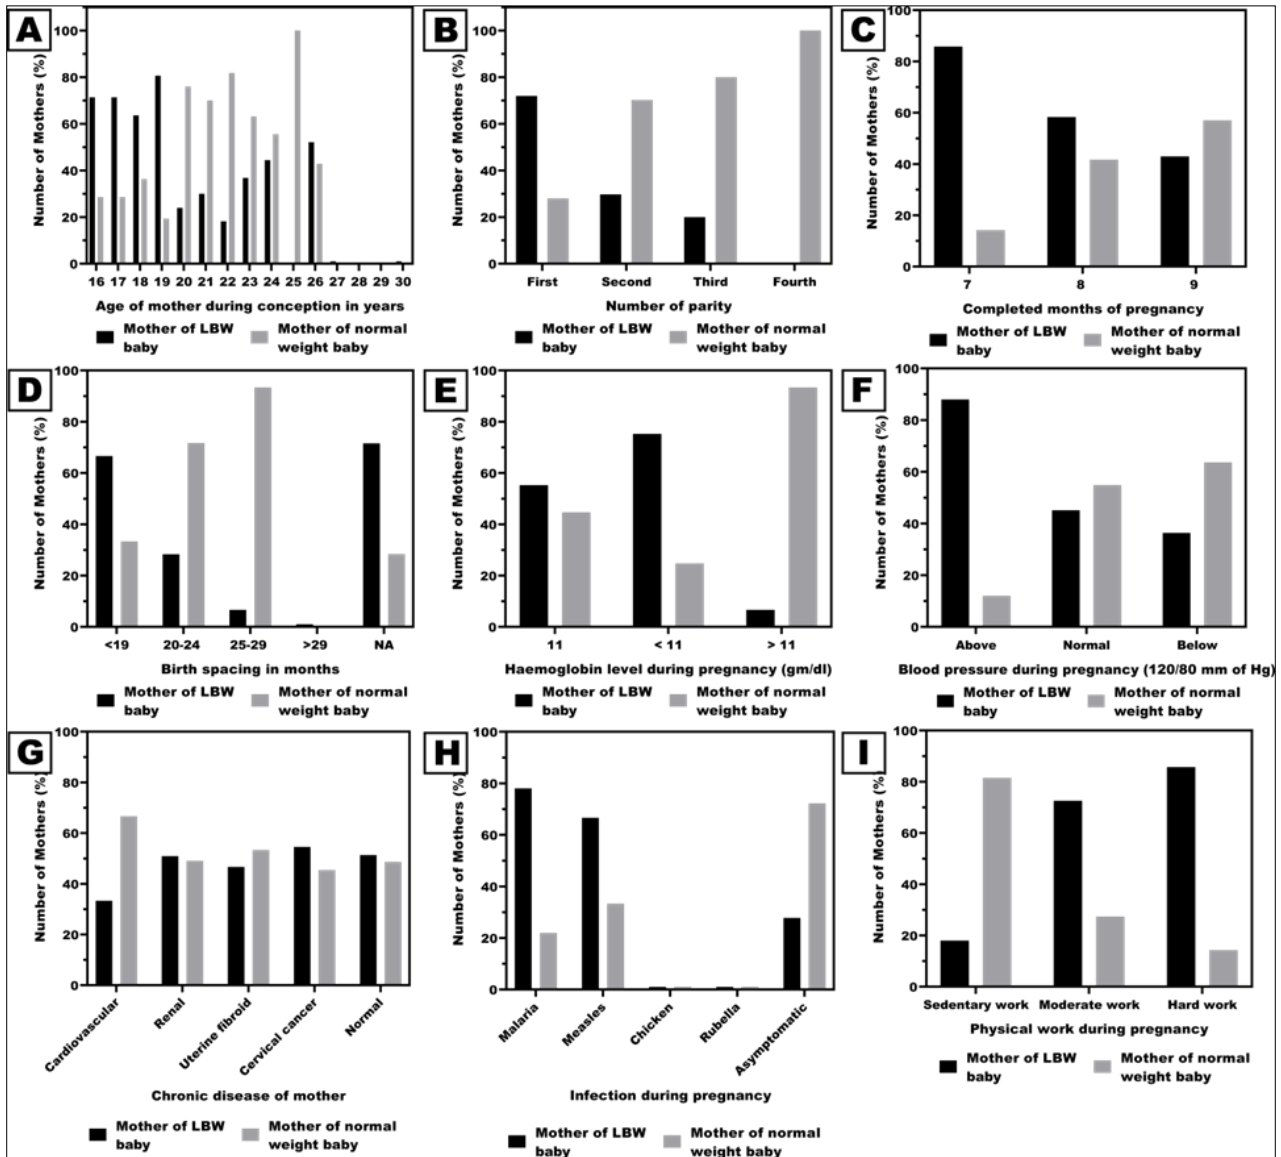 A
Number of Mothers (%)
100
80
60
40
20
0
16 17 18 19 20 21 22 23 24 25 26 27 28 29 30
Age of mother during conception in years
Mother of LBW baby
Mother of normal weight baby
B
Number of Mothers (%)
100
80
60
40
20
0
First Second Third Fourth
Number of parity
Mother of LBW baby
Mother of normal weight baby
C
Number of Mothers (%)
100
80
60
40
20
0
7 8 9
Completed months of pregnancy
Mother of LBW baby
Mother of normal weight baby
D
Number of Mothers (%)
100
80
60
40
20
0
<19 20-24 25-29 >29 NA
Birth spacing in months
Mother of LBW baby
Mother of normal weight baby
E
Number of Mothers (%)
100
80
60
40
20
0
11 < 11 > 11
Haemoglobin level during pregnancy (gm/dl)
Mother of LBW baby
Mother of normal weight baby
F
Number of Mothers (%)
100
80
60
40
20
0
Above Normal Below
Blood pressure during pregnancy (120/80 mm of Hg)
Mother of LBW baby
Mother of normal weight baby
G
Number of Mothers (%)
100
80
60
40
20
0
Cardiovascular
Renal
Uterine fibroid
Cervical cancer
Normal
Chronic disease of mother
Mother of LBW baby
Mother of normal weight baby
H
Number of Mothers (%)
100
80
60
40
20
0
Malaria
Measles
Chicken
Rubella
Asymptomatic
Infection during pregnancy
Mother of LBW baby
Mother of normal weight baby
I
Number of Mothers (%)
100
80
60
40
20
0
Sedentary work Moderate work Hard work
Physical work during pregnancy
Mother of LBW baby
Mother of normal weight baby